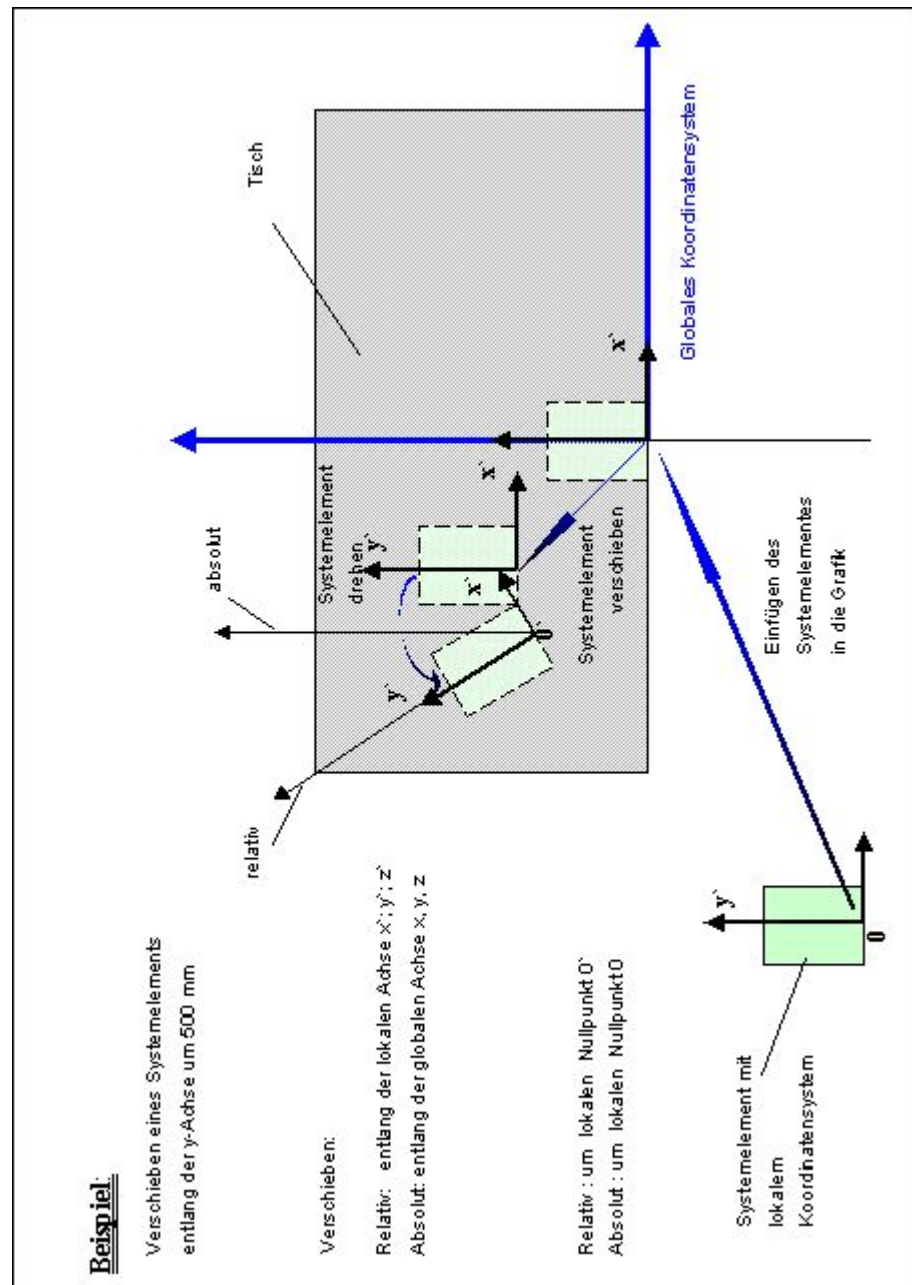 Beispiel:
Verschieben eines Systemelements
entlang der y-Achse um 500 mm
Verschieben:
Relativ: entlang der lokalen Achse x`; y`; z`
Absolut: entlang der globalen Achse x, y, z
Relativ : um lokalen Nullpunkt 0`
Absolut : um lokalen Nullpunkt 0
Systemelement mit
lokalem
Koordinatensystem
y`
0
relativ
absolut
Tisch
Systemelement
drehen
y`
x`
y`
x`
0
Systemelement
verschieben
x`
Globales Koordinatensystem
Einfügen des
Systemelementes
in die Grafik